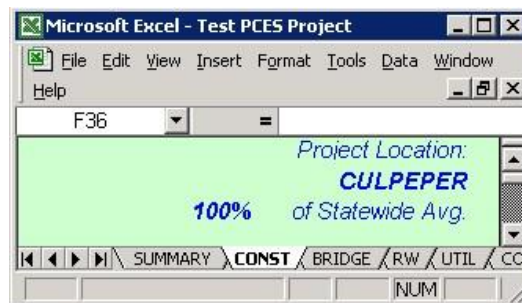 Microsoft Excel - Test PCES Project
File Edit View Insert Format Tools Data Window
Help
F36 =
Project Location:
CULPEPER
100% of Statewide Avg.
SUMMARY CONST BRIDGE RW UTIL CO
NUM